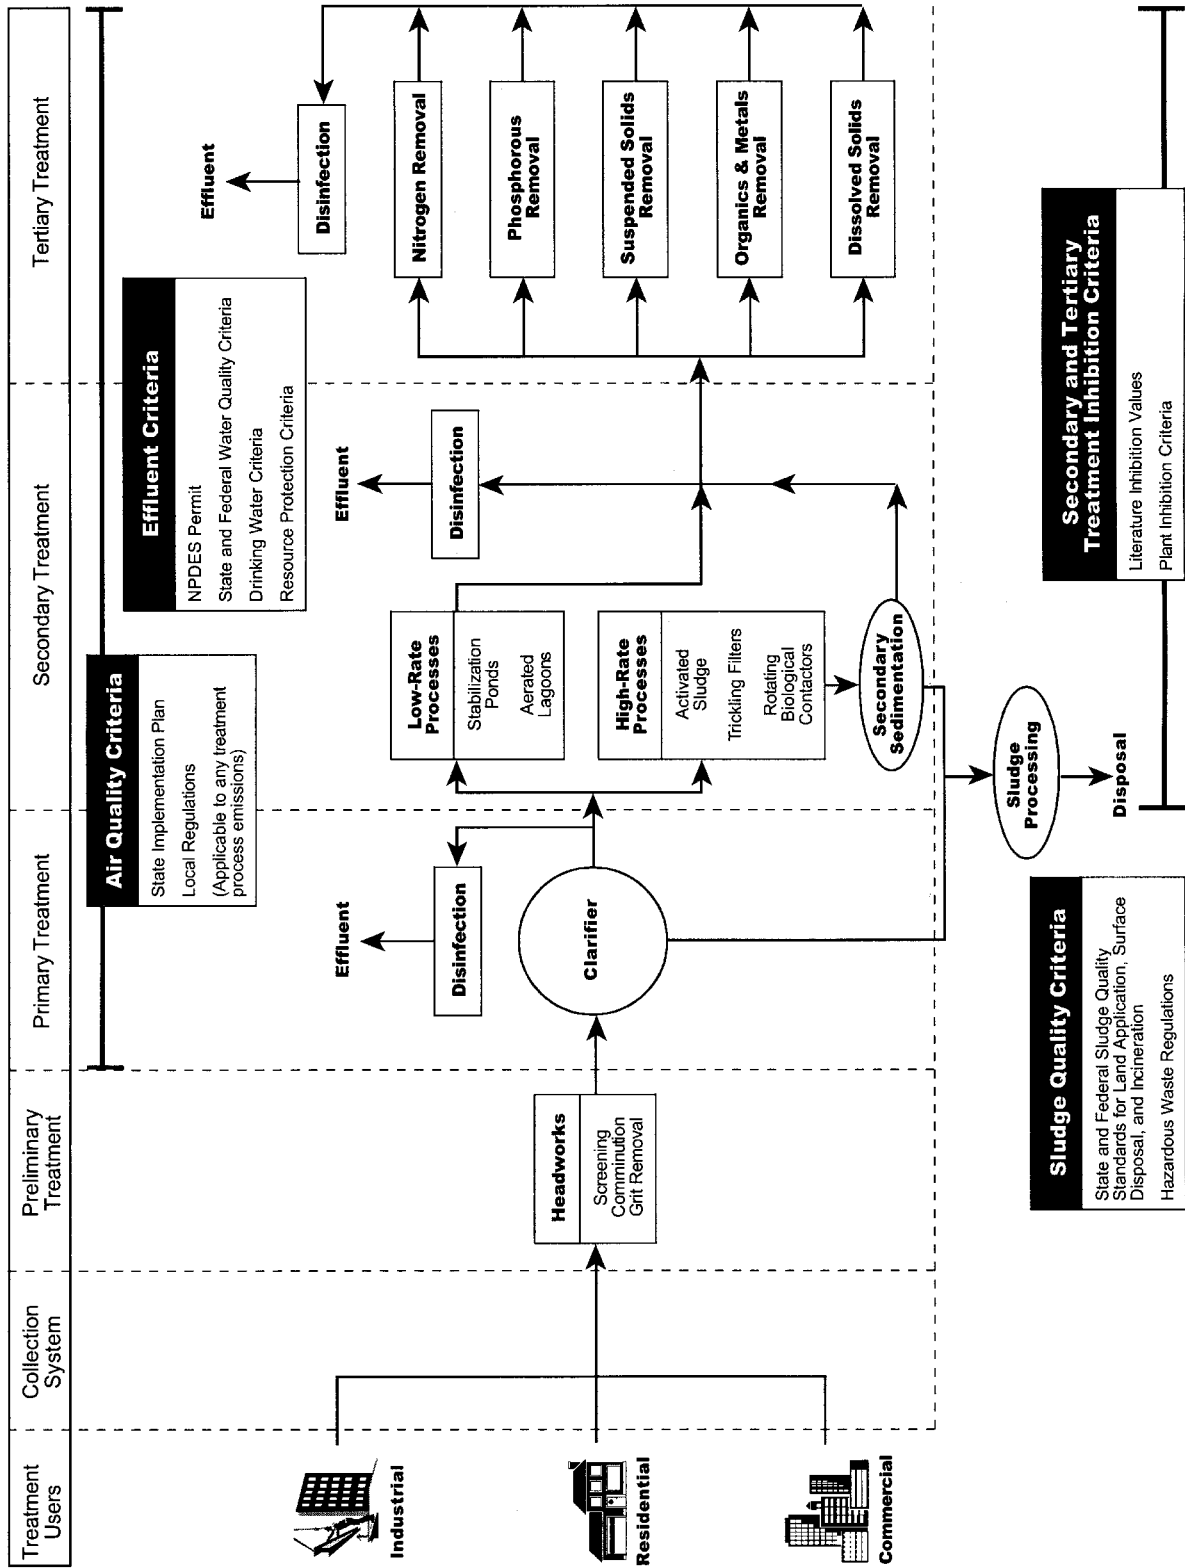 Treatment
Users
Collection
System
Preliminary
Treatment
Primary Treatment
Secondary Treatment
Tertiary Treatment
Air Quality Criteria
State Implementation Plan
Local Regulations
(Applicable to any treatment
process emissions)
Effluent Criteria
NPDES Permit
State and Federal Water Quality Criteria
Drinking Water Criteria
Resource Protection Criteria
Industrial
Residential
Commercial
Headworks
Screening
Comminution
Grit Removal
Effluent
Disinfection
Clarifier
Low-Rate
Processes
Stabilization
Ponds
Aerated
Lagoons
High-Rate
Processes
Activated
Sludge
Trickling Filters
Rotating
Biological
Contactors
Secondary
Sedimentation
Effluent
Disinfection
Effluent
Disinfection
Nitrogen Removal
Phosphorous
Removal
Suspended Solids
Removal
Organics & Metals
Removal
Dissolved Solids
Removal
Sludge
Processing
Disposal
Sludge Quality Criteria
State and Federal Sludge Quality
Standards for Land Application, Surface
Disposal, and Incineration
Hazardous Waste Regulations
Secondary and Tertiary
Treatment Inhibition Criteria
Literature Inhibition Values
Plant Inhibition Criteria